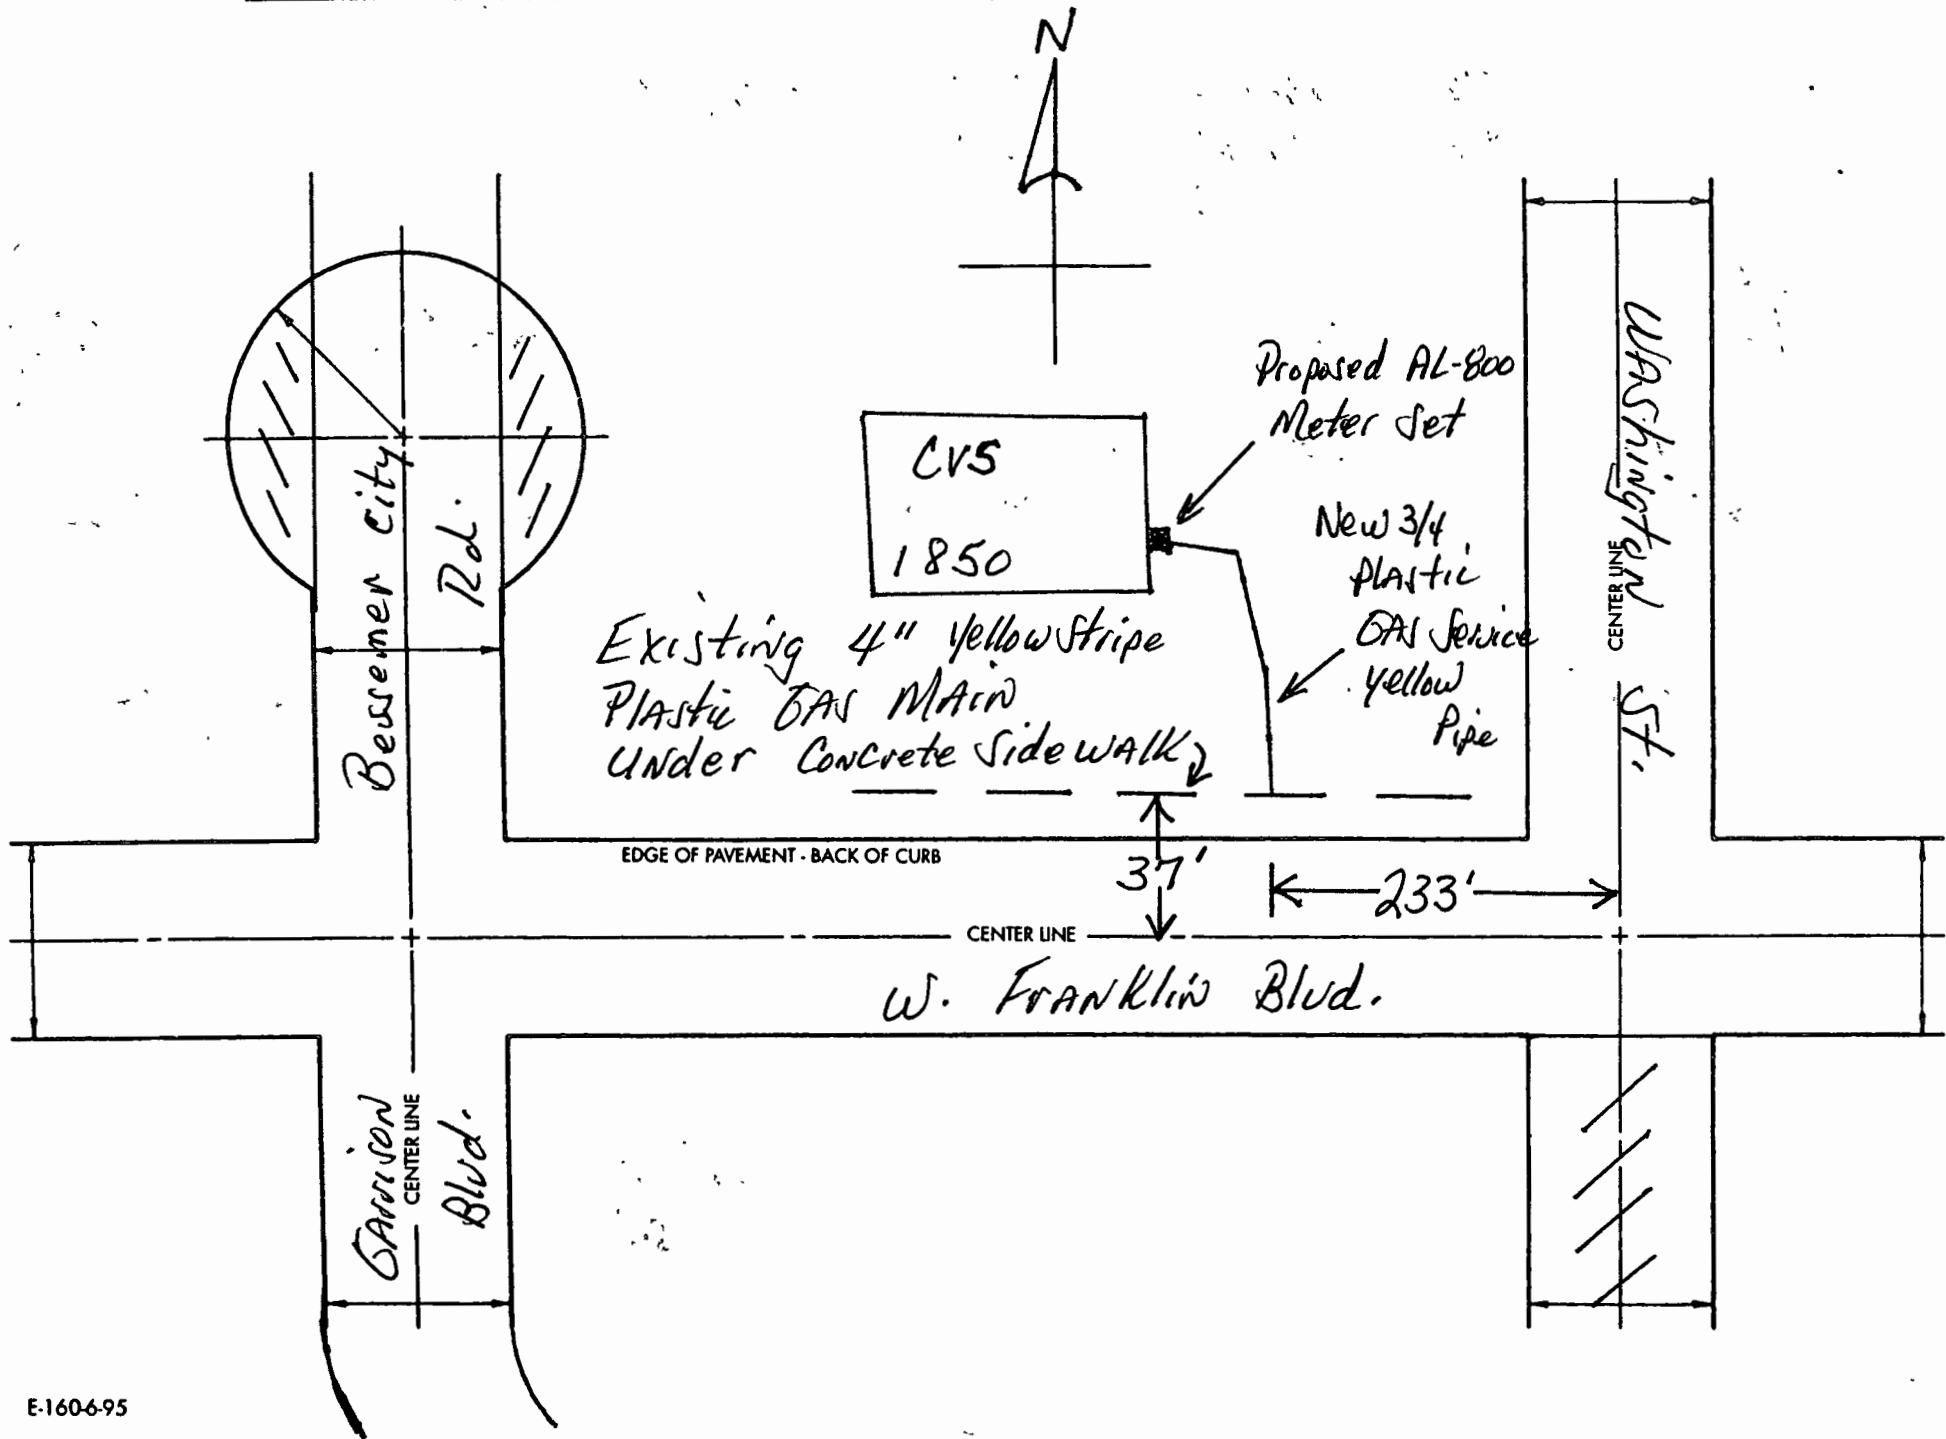 N
Proposed AL-800
Meter Set
CVS
1850
New 3/4
Plastic
GAS Service
Yellow
Pipe
Washington St.
CENTER LINE
Bessemer City
Rd.
Existing 4" Yellow Stripe
Plastic GAS MAin
Under Concrete SideWALK
EDGE OF PAVEMENT - BACK OF CURB
37'
233'
CENTER LINE
W. FrANKlin Blvd.
GArrison
CENTER LINE
Blvd.
E-160-6-95